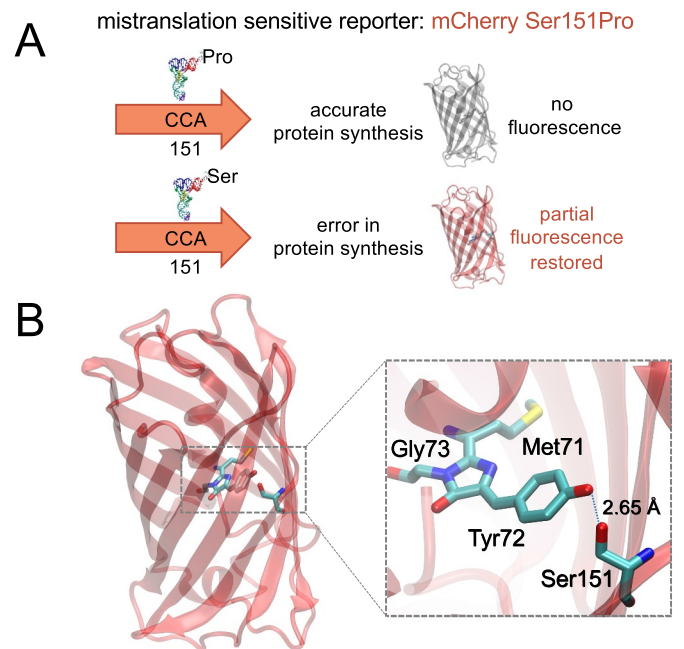 A
mistranslation sensitive reporter: mCherry Ser151Pro
Pro
CCA
151
accurate
protein synthesis
no
fluorescence
Ser
CCA
151
error in
protein synthesis
partial
fluorescence
restored
B
Gly73
Met71
2.65 Å
Tyr72
Ser151